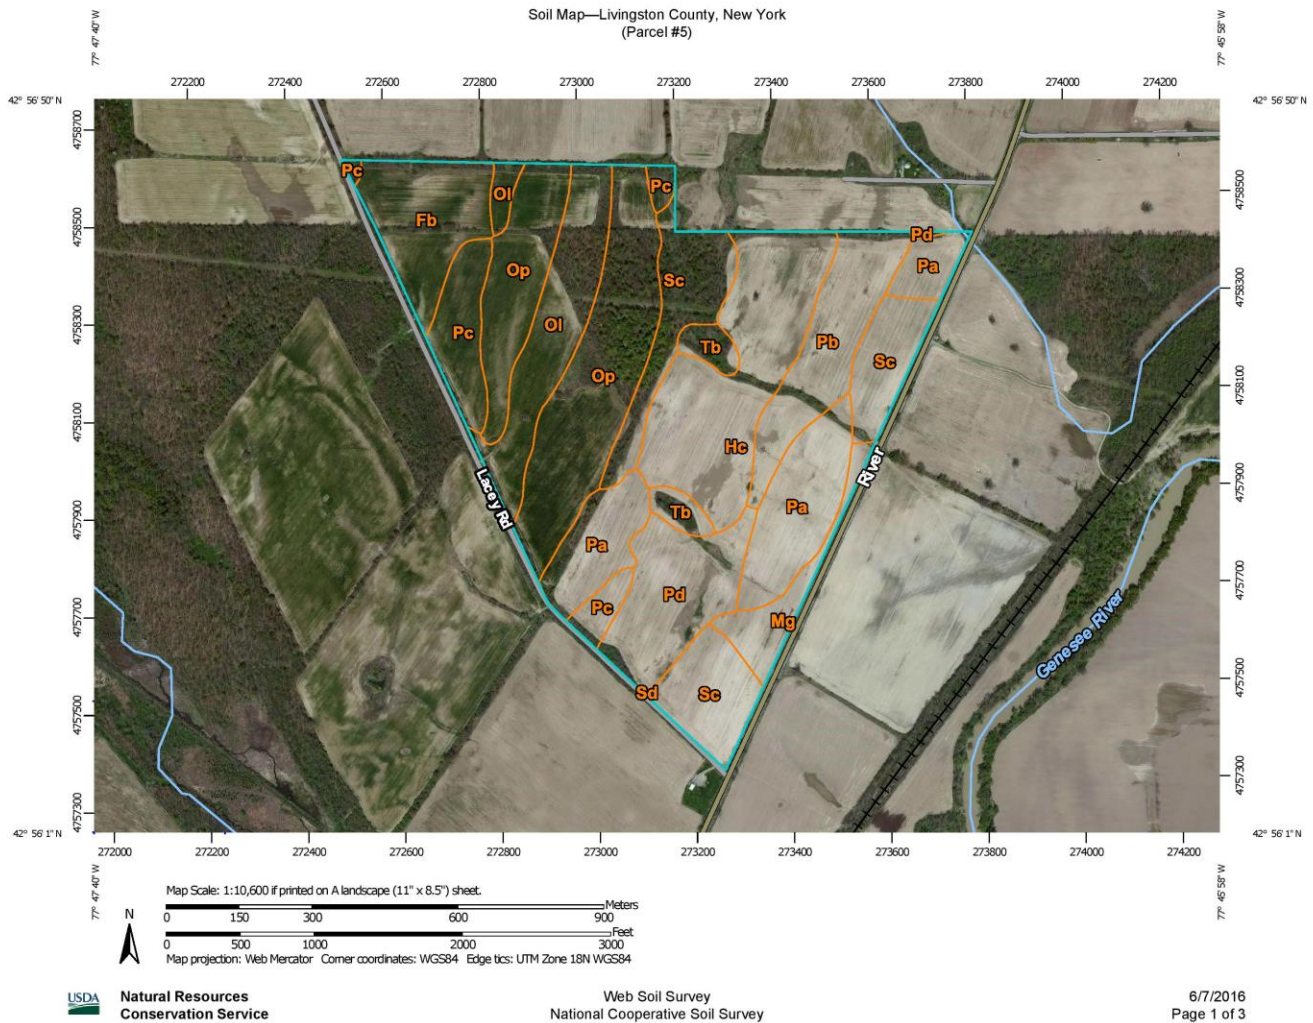 Soil Map—Livingston County, New York
(Parcel #5)
77° 47' 40" W
77° 45' 58" W
272200 272400 272600 272800 273000 273200 273400 273600 273800 274000 274200
42° 56' 50" N
42° 56' 50" N
4758700
4758500
4758300
4758100
4757900
4757700
4757500
4757300
4758500
4758300
4758100
4757900
4757700
4757500
4757300
Pc
Pc
Ol
Fb
Pd
Pa
Op
Sc
Ol
Pc
Pb
Tb
Sc
Op
Hc
River
Lacey Rd
Pa
Tb
Pa
Pd
Pc
Mg
Genesee River
Sd
Sc
42° 56' 1" N
42° 56' 1" N
272000 272200 272400 272600 272800 273000 273200 273400 273600 273800 274000 274200
77° 47' 40" W
77° 45' 58" W
Map Scale: 1:10,600 if printed on A landscape (11" x 8.5") sheet.
Meters
0 150 300 600 900
Feet
0 500 1000 2000 3000
Map projection: Web Mercator Corner coordinates: WGS84 Edge tics: UTM Zone 18N WGS84
N
USDA
Natural Resources
Conservation Service
Web Soil Survey
National Cooperative Soil Survey
6/7/2016
Page 1 of 3